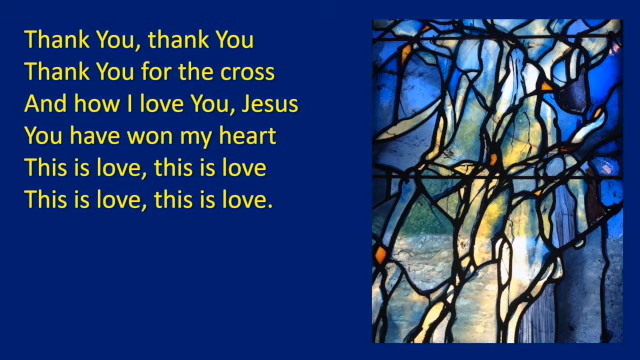 Thank You, thank You
Thank You for the cross
And how I love You, Jesus
You have won my heart
This is love, this is love
This is love, this is love.